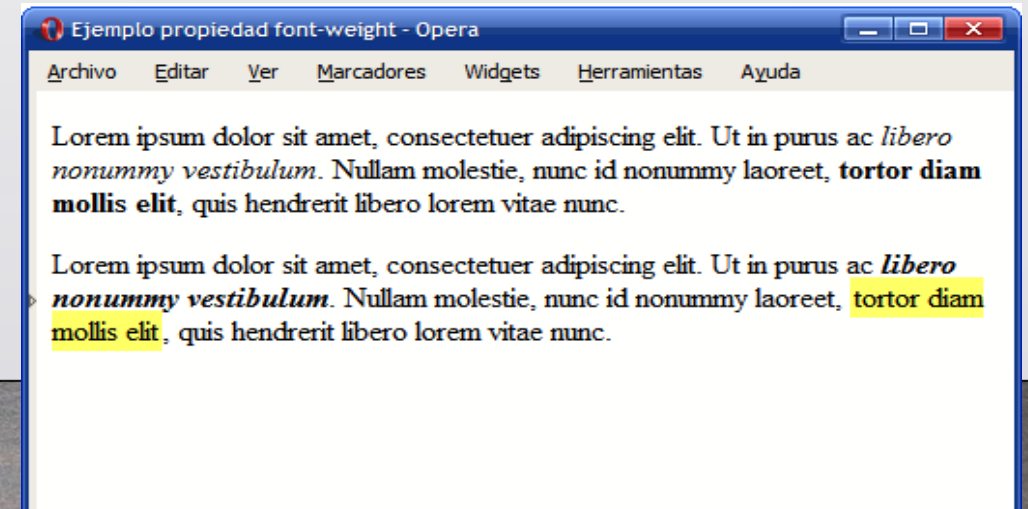 Ejemplo propiedad font-weight - Opera
Archivo Editar Ver Marcadores Widgets Herramientas Ayuda
Lorem ipsum dolor sit amet, consectetuer adipiscing elit. Ut in purus ac libero
nonummy vestibulum. Nullam molestie, nunc id nonummy laoreet, tortor diam
mollis elit, quis hendrerit libero lorem vitae nunc.
Lorem ipsum dolor sit amet, consectetuer adipiscing elit. Ut in purus ac libero
nonummy vestibulum. Nullam molestie, nunc id nonummy laoreet, tortor diam
mollis elit, quis hendrerit libero lorem vitae nunc.